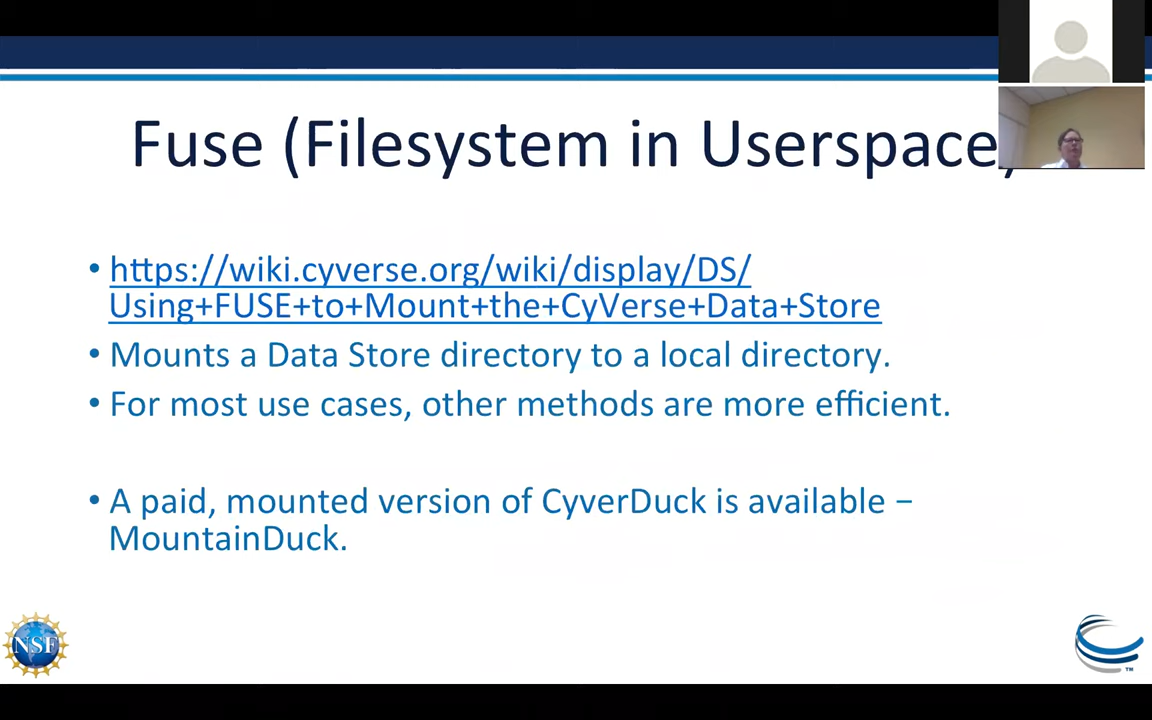 Fuse (Filesystem in Userspace)
• https://wiki.cyverse.org/wiki/display/DS/
Using+FUSE+to+Mount+the+CyVerse+Data+Store
• Mounts a Data Store directory to a local directory.
• For most use cases, other methods are more efficient.
• A paid, mounted version of CyverDuck is available –
MountainDuck.
NSF
TM